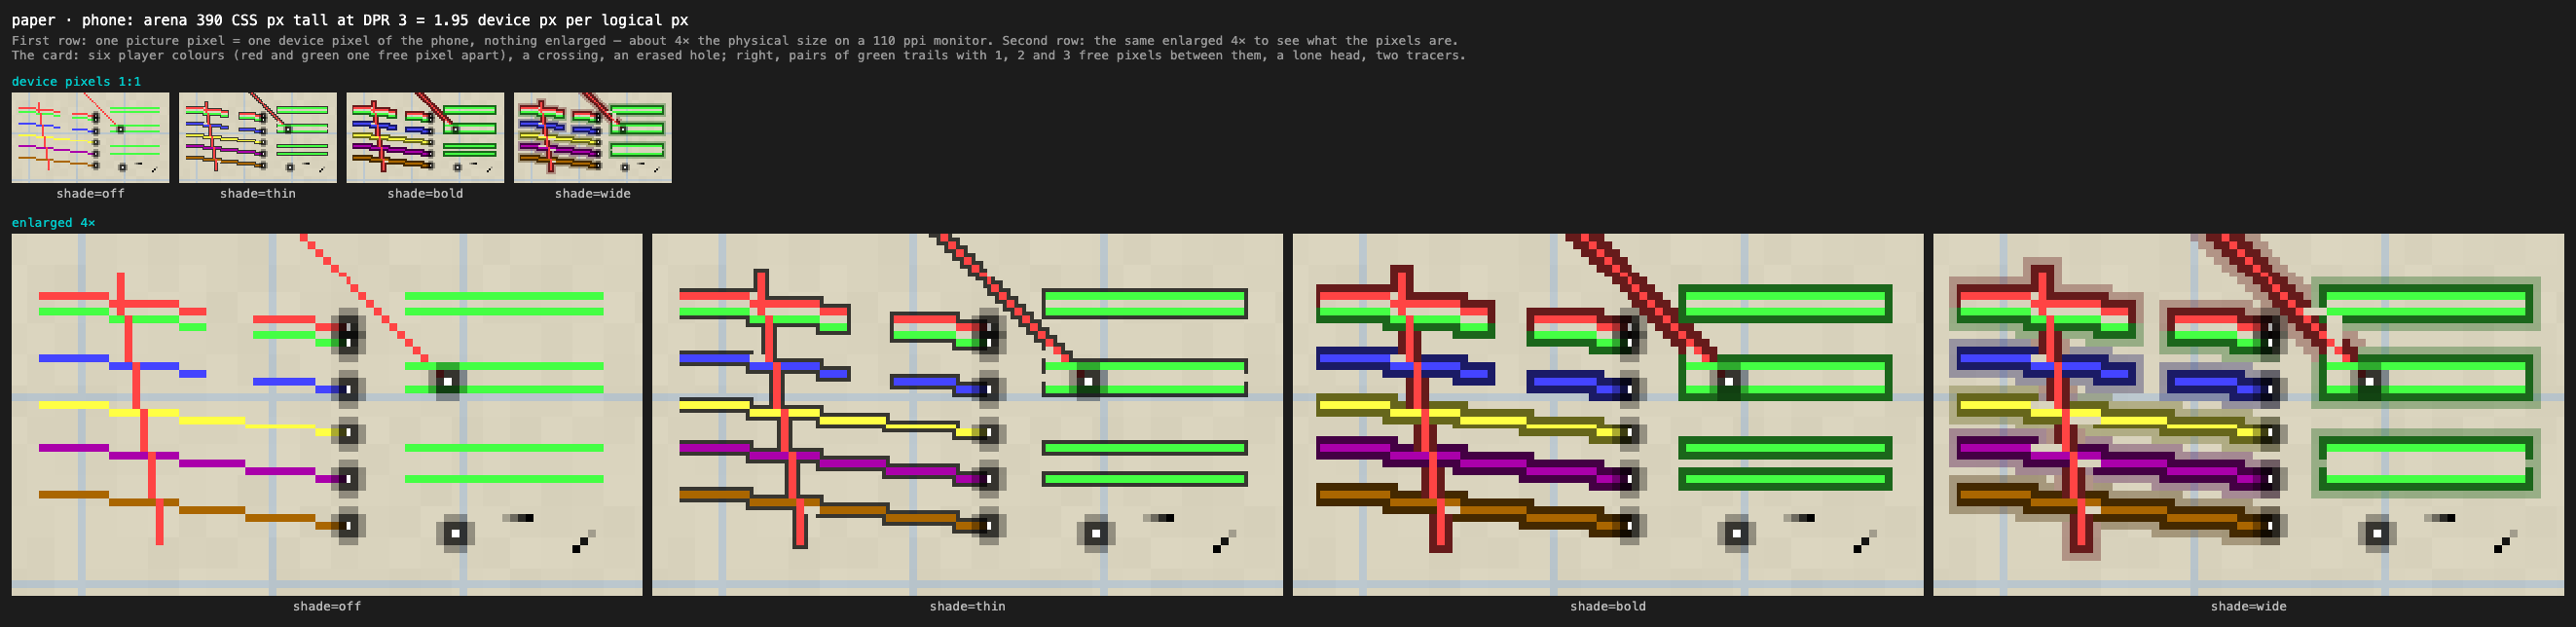 paper · phone: arena 390 CSS px tall at DPR 3 = 1.95 device px per logical px
First row: one picture pixel = one device pixel of the phone, nothing enlarged — about 4× the physical size on a 110 ppi monitor. Second row: the same enlarged 4× to see what the pixels are.
The card: six player colours (red and green one free pixel apart), a crossing, an erased hole; right, pairs of green trails with 1, 2 and 3 free pixels between them, a lone head, two tracers.
device pixels 1:1
shade=off shade=thin shade=bold shade=wide
enlarged 4×
shade=off shade=thin shade=bold shade=wide